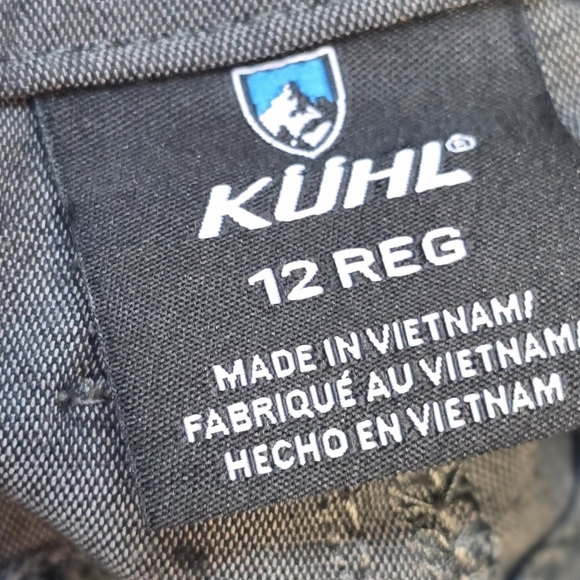 KÜHL®
12 REG
MADE IN VIETNAM/
FABRIQUÉ AU VIETNAM/
HECHO EN VIETNAM